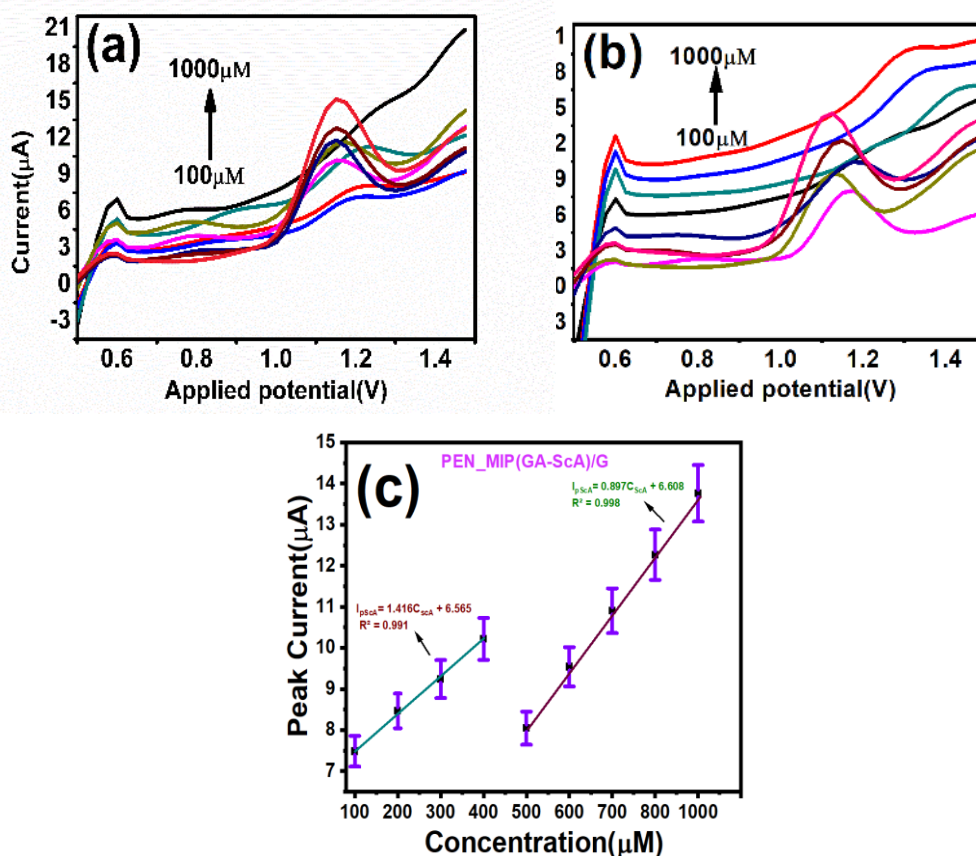 (a)
1000μM
100μM
21
18
15
12
9
6
3
0
-3
Current(μA)
0.6 0.8 1.0 1.2 1.4
Applied potential(V)
(b)
1000μM
100μM
1
8
5
2
9
6
3
0
3
0.6 0.8 1.0 1.2 1.4
Applied potential(V)
(c)
PEN_MIP(GA-ScA)/G
IpScA= 0.897CScA + 6.608
R² = 0.998
IpScA= 1.416CScA + 6.565
R² = 0.991
15
14
13
12
11
10
9
8
7
Peak Current(μA)
100 200 300 400 500 600 700 800 1000
Concentration(μM)